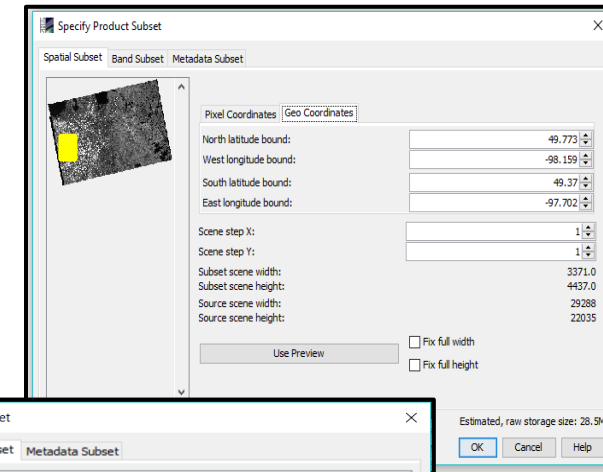 Specify Product Subset
Spatial Subset Band Subset Metadata Subset
Pixel Coordinates Geo Coordinates
North latitude bound: 49.773
West longitude bound: -98.159
South latitude bound: 49.37
East longitude bound: -97.702
Scene step X: 1
Scene step Y: 1
Subset scene width: 3371.0
Subset scene height: 4437.0
Source scene width: 29288
Source scene height: 22035
Use Preview
Fix full width
Fix full height
Estimated, raw storage size: 28.5M
OK Cancel Help
Metadata Subset